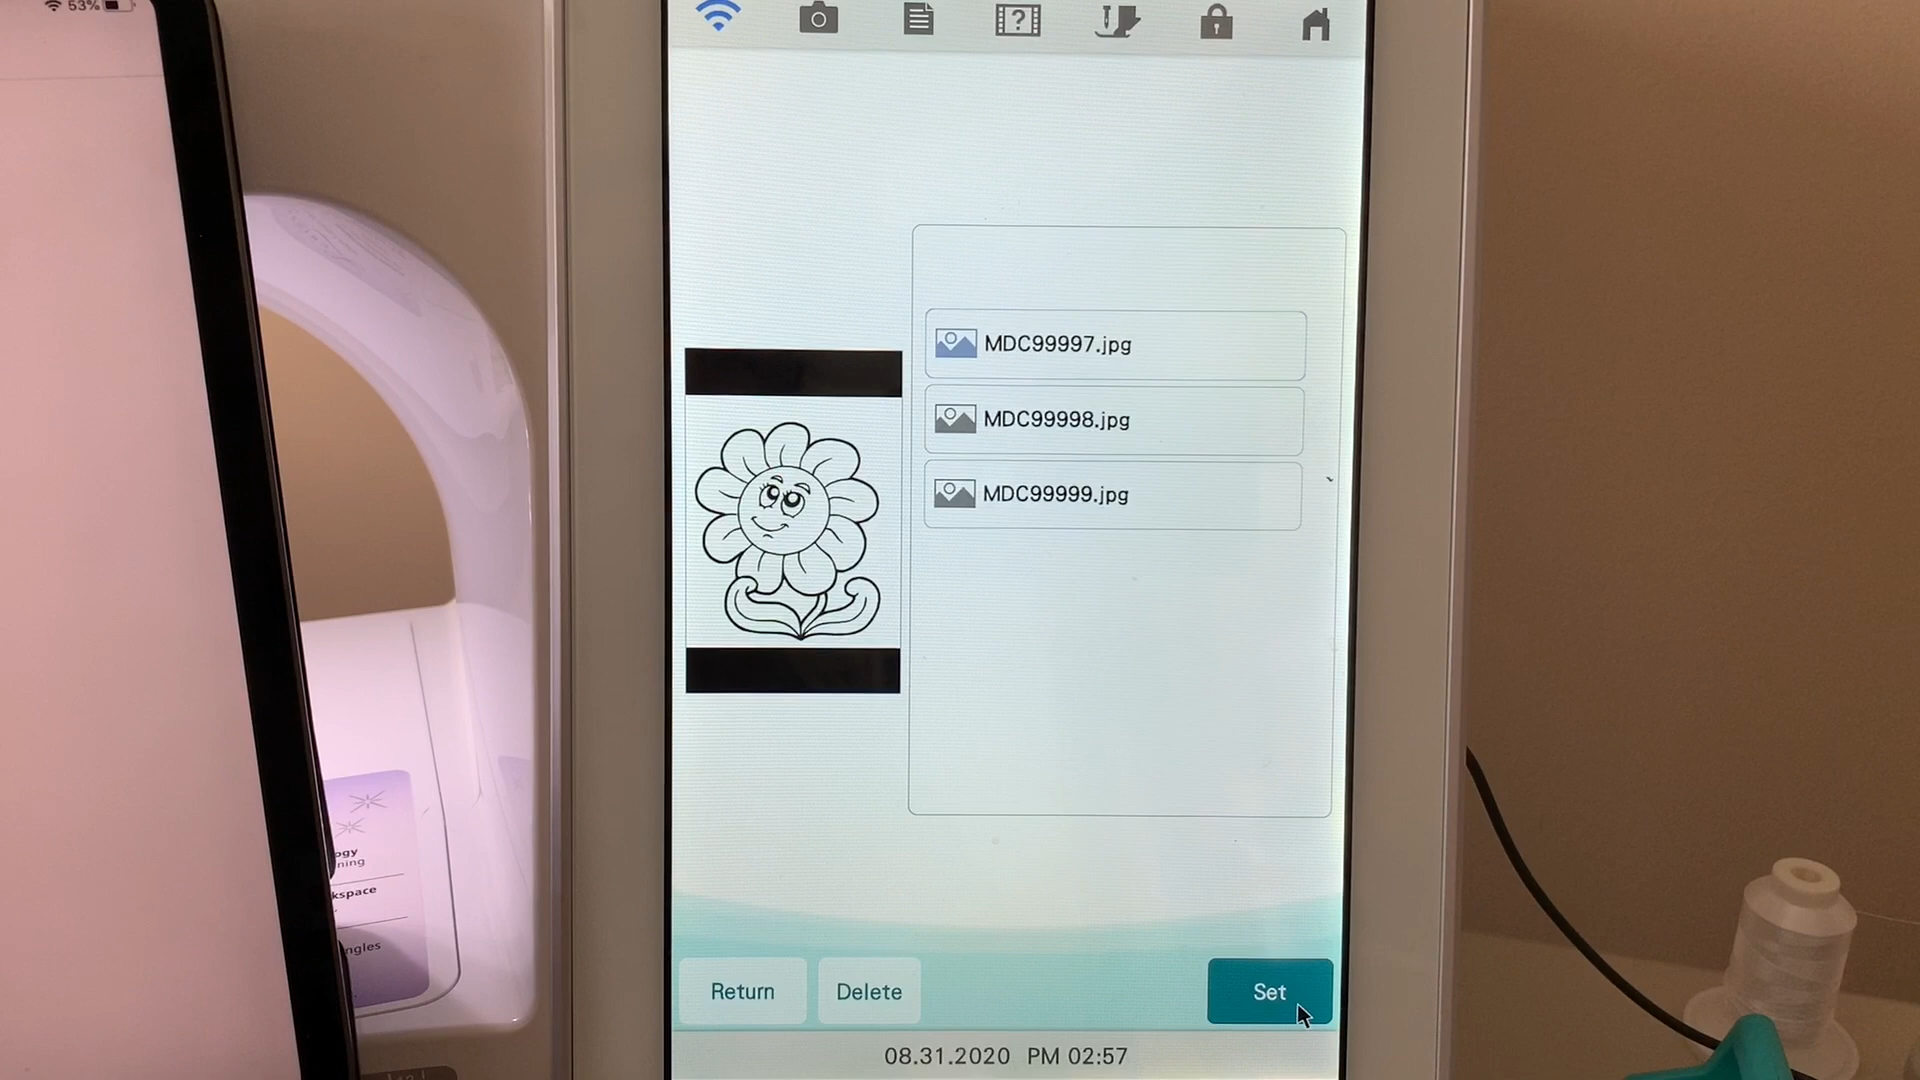 53%
?
MDC99997.jpg
MDC99998.jpg
MDC99999.jpg
ogy
ning
kspace
ngles
Return
Delete
Set
08.31.2020 PM 02:57